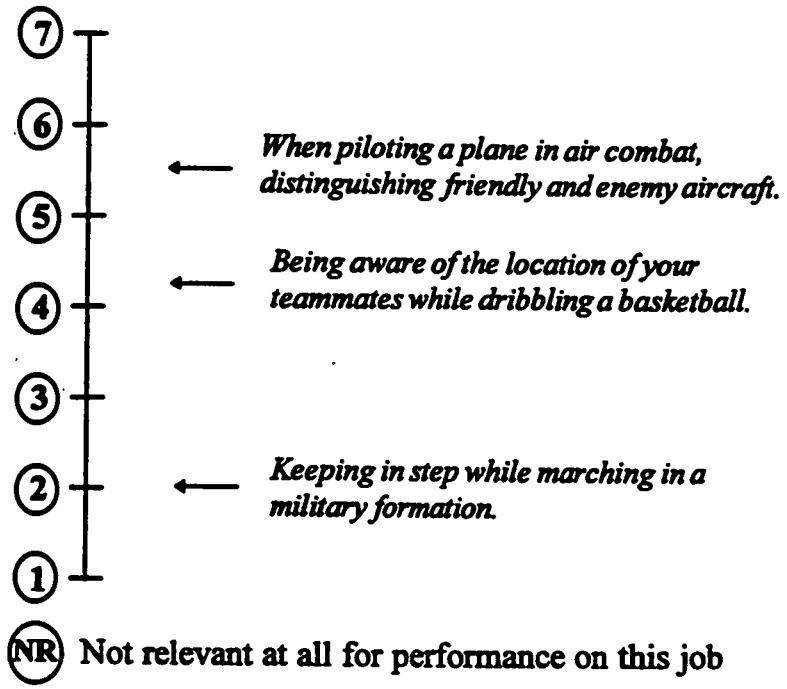 7
6
When piloting a plane in air combat,
distinguishing friendly and enemy aircraft.
5
Being aware of the location of your
teammates while dribbling a basketball.
4
3
Keeping in step while marching in a
military formation.
2
1
NR Not relevant at all for performance on this job